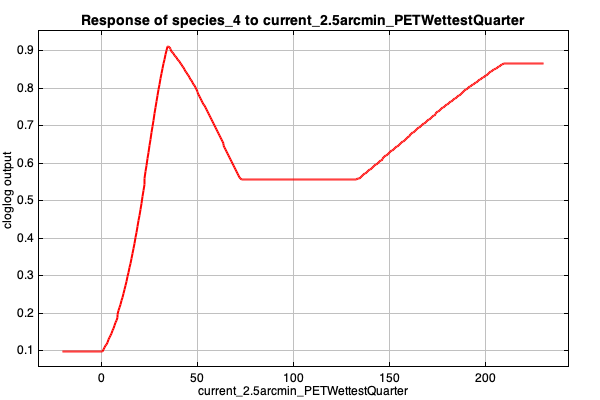 Response of species_4 to current_2.5arcmin_PETWettestQuarter
0.9
0.8
0.7
0.6
0.5
0.4
0.3
0.2
0.1
cloglog output
0 50 100 150 200
current_2.5arcmin_PETWettestQuarter